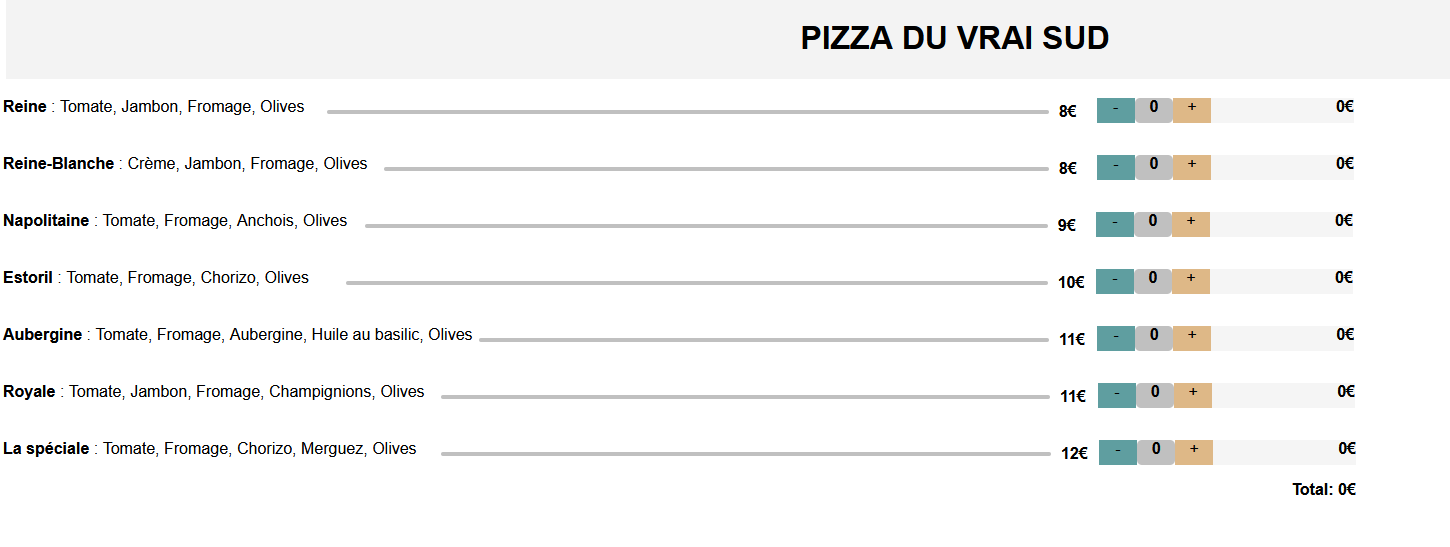 PIZZA DU VRAI SUD
Reine : Tomate, Jambon, Fromage, Olives 8€ - 0 + 0€
Reine-Blanche : Crème, Jambon, Fromage, Olives 8€ - 0 + 0€
Napolitaine : Tomate, Fromage, Anchois, Olives 9€ - 0 + 0€
Estoril : Tomate, Fromage, Chorizo, Olives 10€ - 0 + 0€
Aubergine : Tomate, Fromage, Aubergine, Huile au basilic, Olives 11€ - 0 + 0€
Royale : Tomate, Jambon, Fromage, Champignions, Olives 11€ - 0 + 0€
La spéciale : Tomate, Fromage, Chorizo, Merguez, Olives 12€ - 0 + 0€
Total: 0€